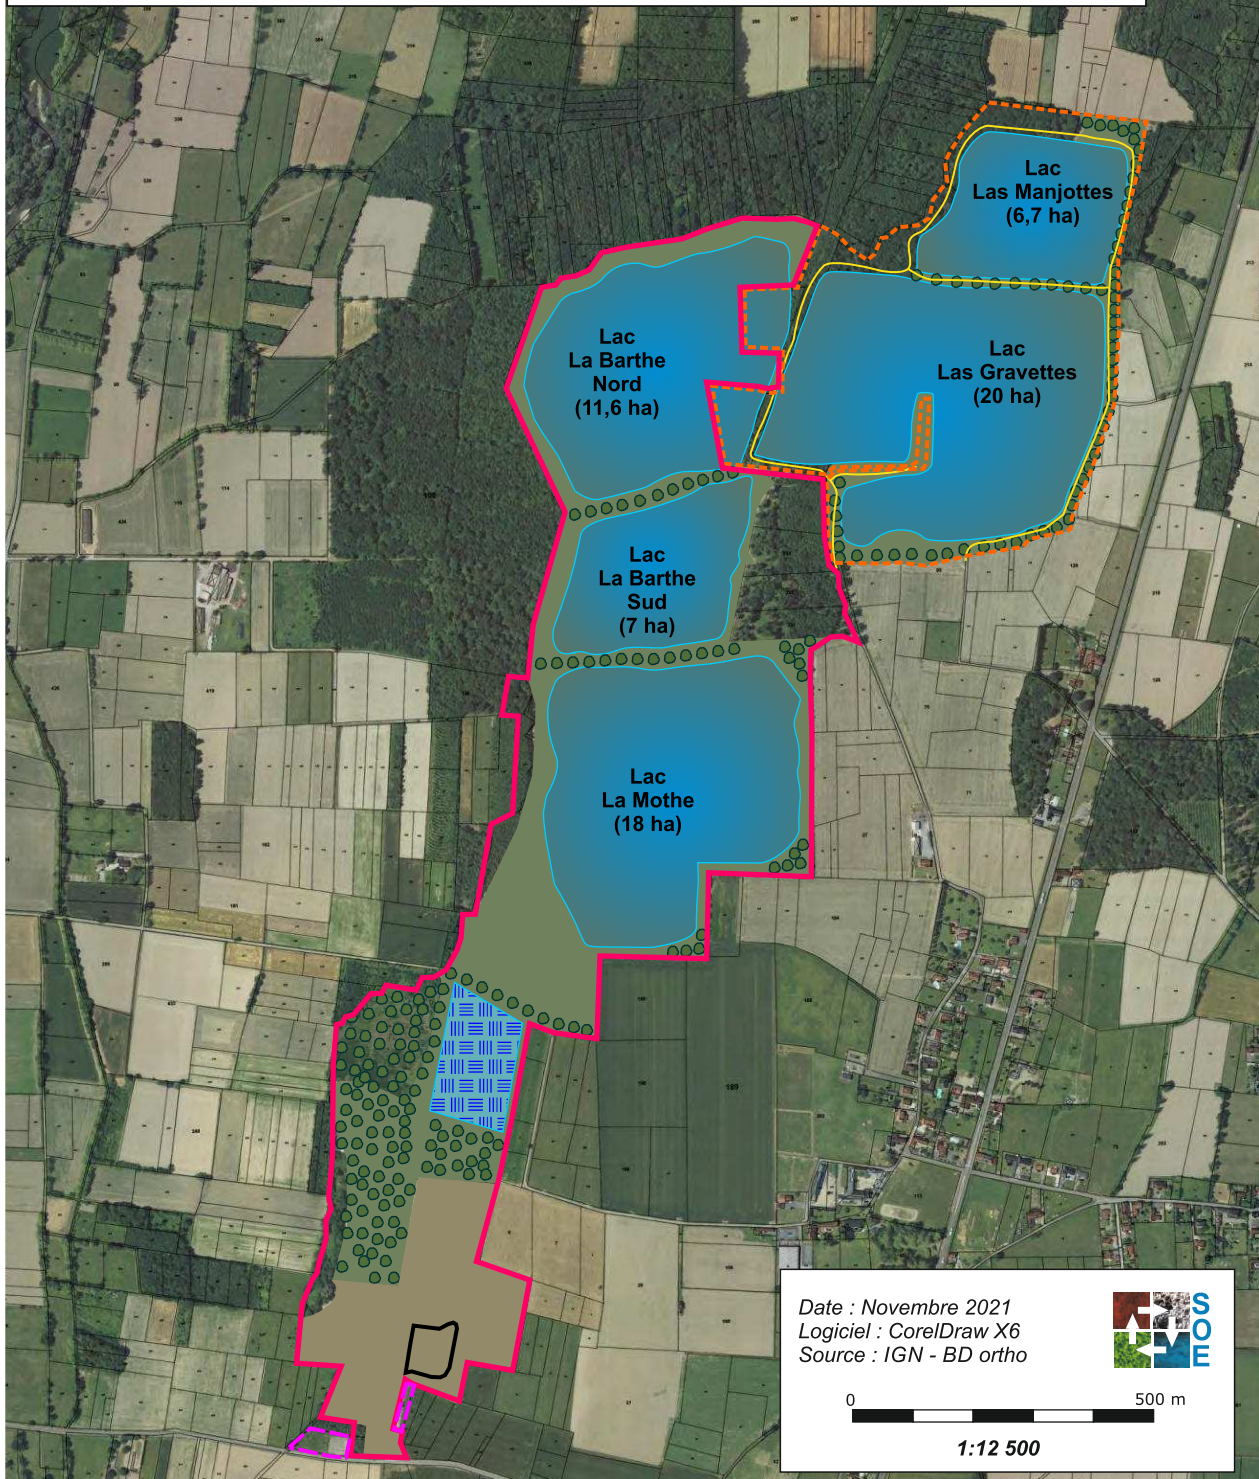 Lac
Las Manjottes
(6,7 ha)
Lac
La Barthe
Nord
(11,6 ha)
Lac
Las Gravettes
(20 ha)
Lac
La Barthe
Sud
(7 ha)
Lac
La Mothe
(18 ha)
189
Date : Novembre 2021
Logiciel : CorelDraw X6
Source : IGN - BD ortho
SOE
0 500 m
1:12 500